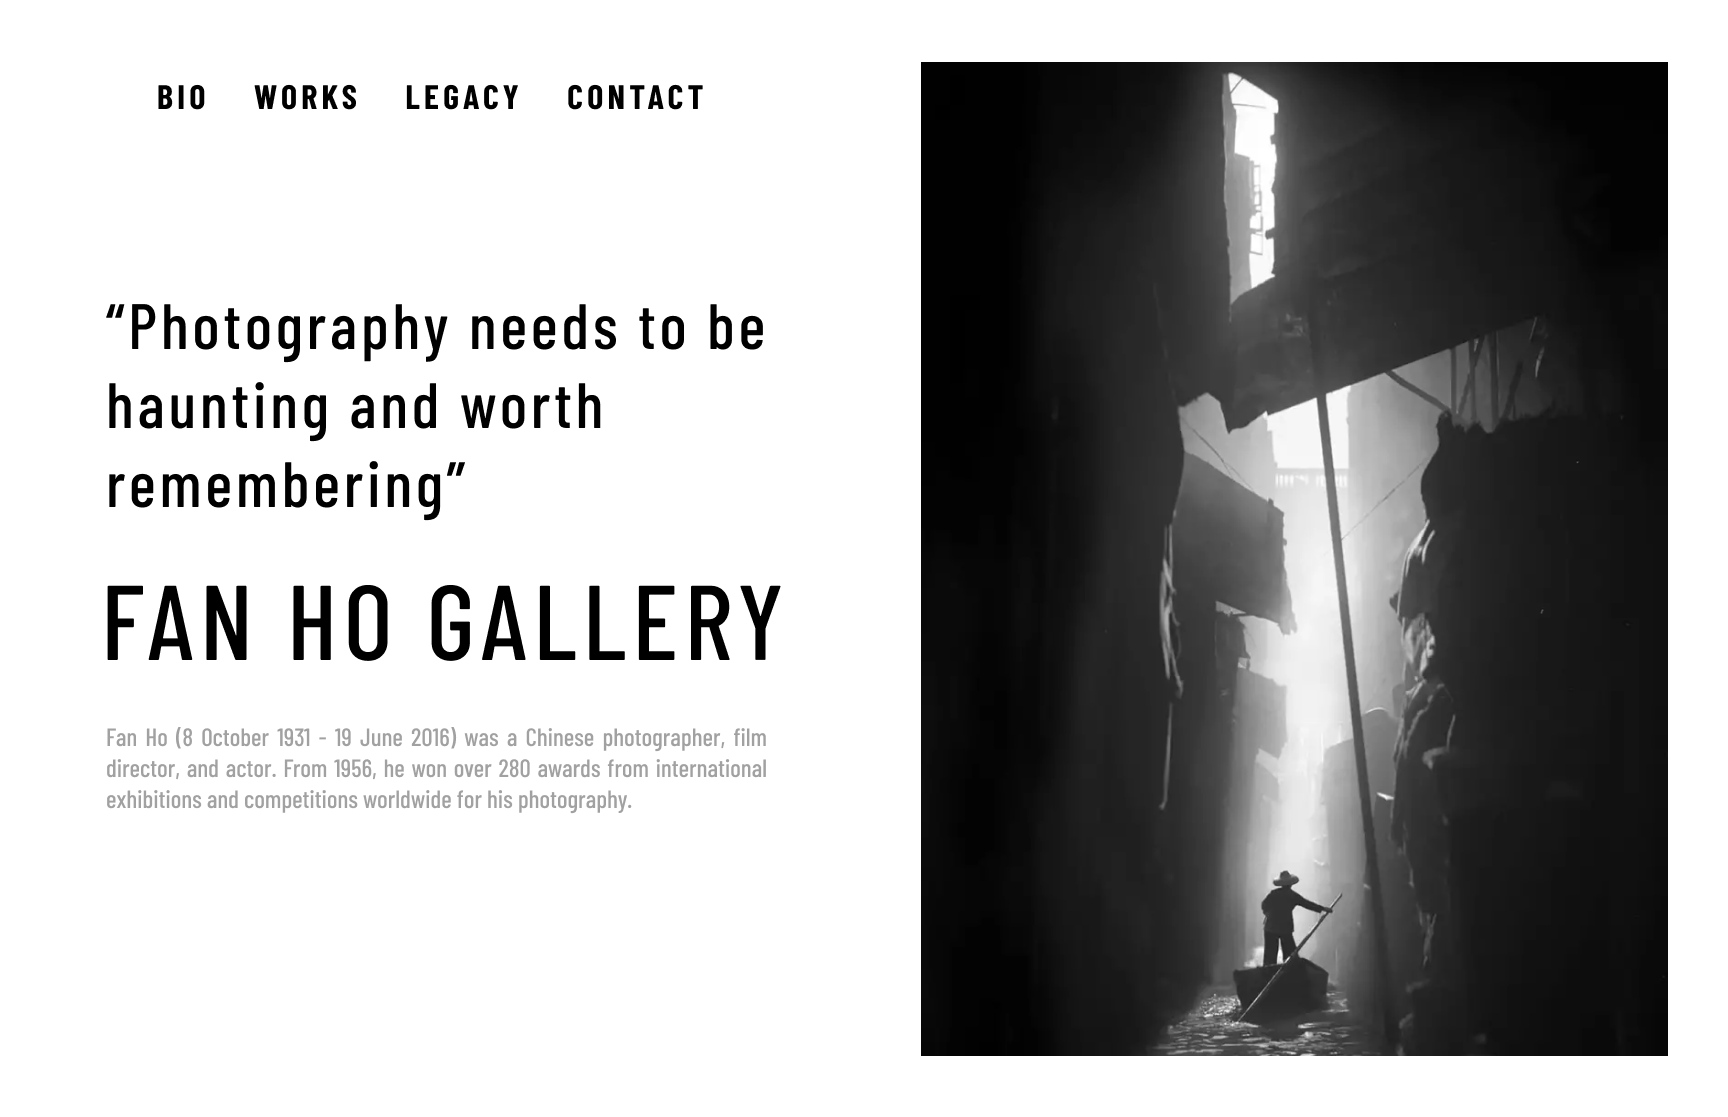 BIO WORKS LEGACY CONTACT
“Photography needs to be
haunting and worth
remembering”
FAN HO GALLERY
Fan Ho (8 October 1931 - 19 June 2016) was a Chinese photographer, film
director, and actor. From 1956, he won over 280 awards from international
exhibitions and competitions worldwide for his photography.